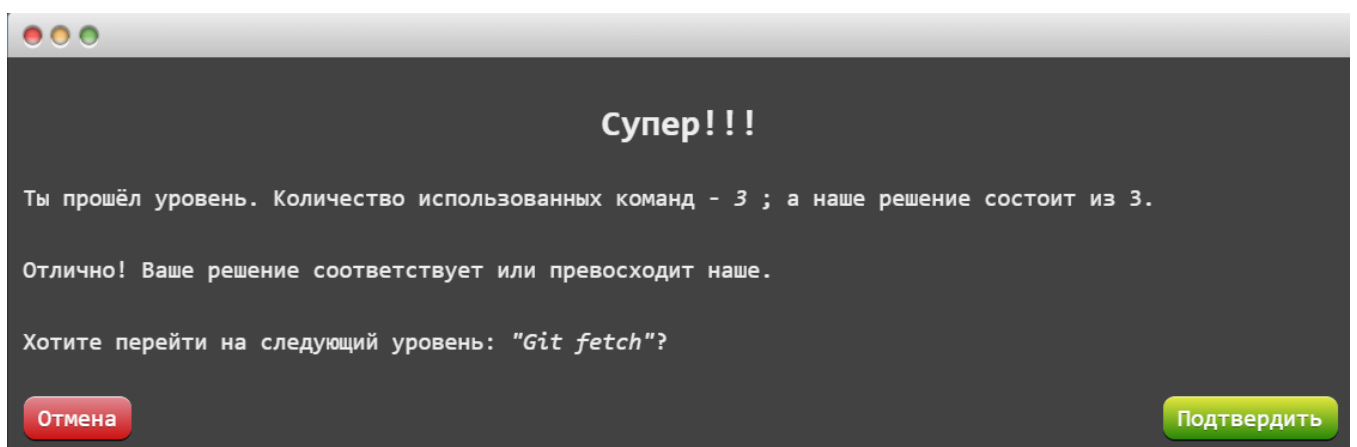 Супер!!!
Ты прошёл уровень. Количество использованных команд - 3 ; а наше решение состоит из 3.
Отлично! Ваше решение соответствует или превосходит наше.
Хотите перейти на следующий уровень: "Git fetch"?
Отмена
Подтвердить